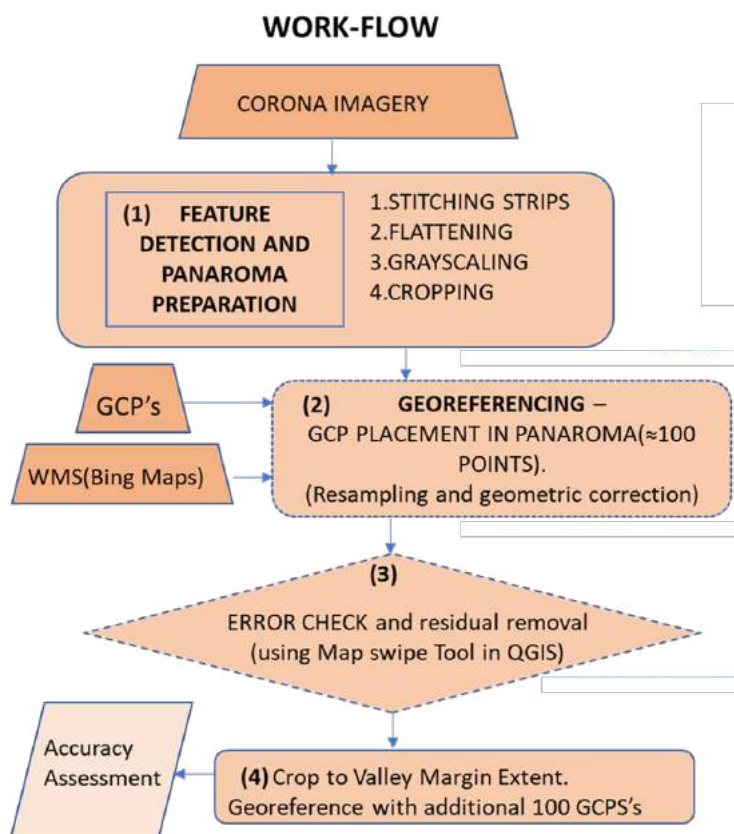 WORK-FLOW
CORONA IMAGERY
(1) FEATURE
DETECTION AND
PANAROMA
PREPARATION
1.STITCHING STRIPS
2.FLATTENING
3.GRAYSCALING
4.CROPPING
GCP's
WMS(Bing Maps)
(2) GEOREFERENCING –
GCP PLACEMENT IN PANAROMA(≈100
POINTS).
(Resampling and geometric correction)
(3)
ERROR CHECK and residual removal
(using Map swipe Tool in QGIS)
Accuracy
Assessment
(4) Crop to Valley Margin Extent.
Georeference with additional 100 GCPS's